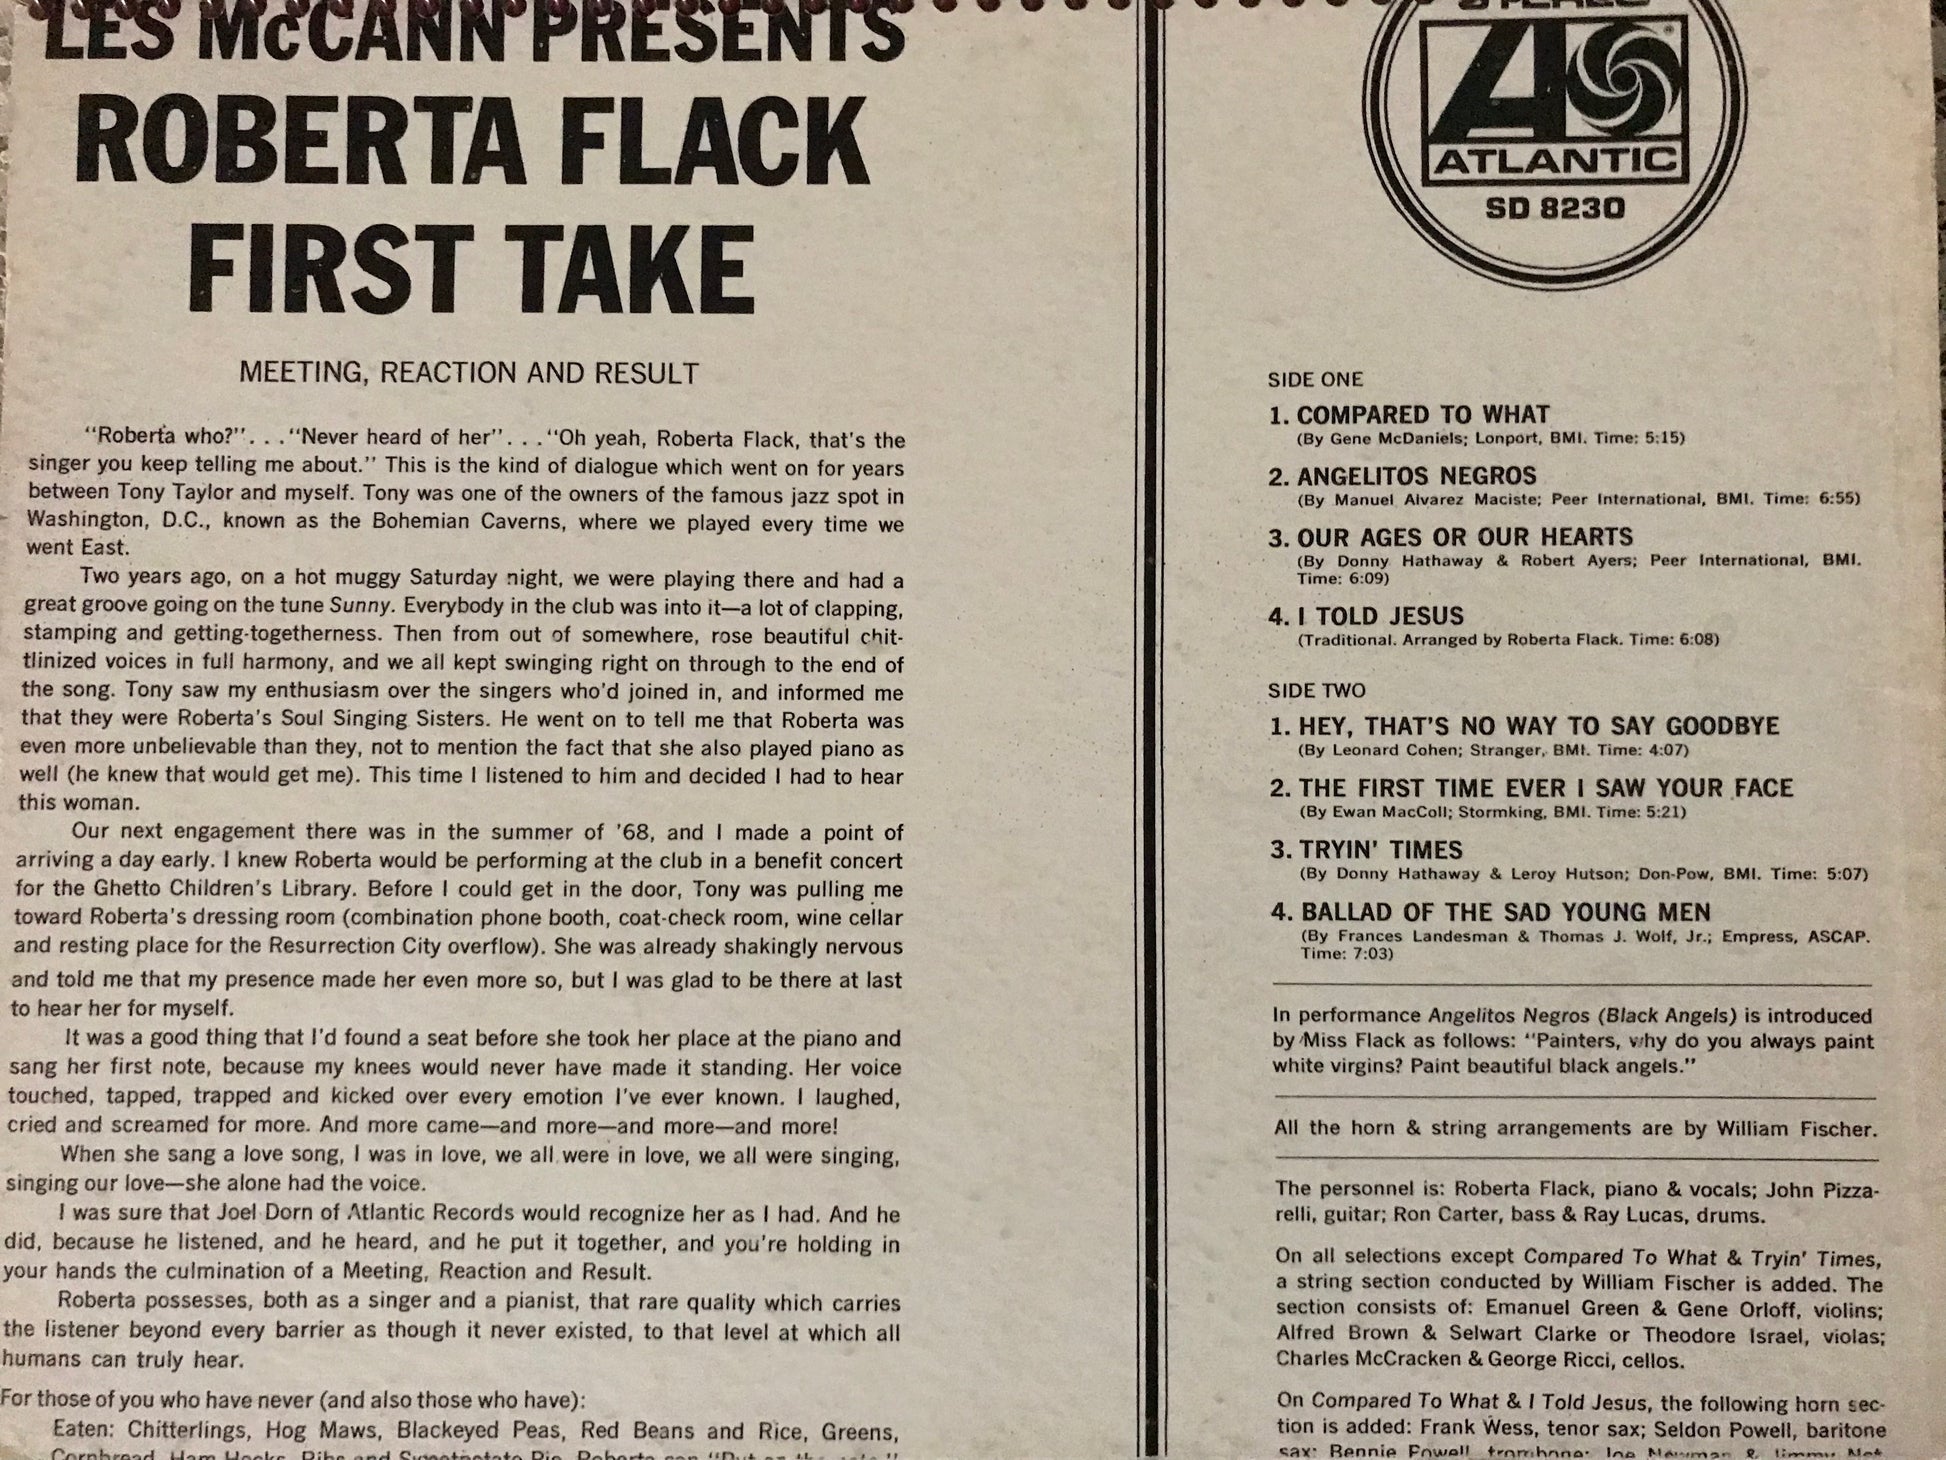 LES McCANN PRESENTS
ROBERTA FLACK
FIRST TAKE
MEETING, REACTION AND RESULT
"Roberta who?". . ."Never heard of her". . ."Oh yeah, Roberta Flack, that's the
singer you keep telling me about." This is the kind of dialogue which went on for years
between Tony Taylor and myself. Tony was one of the owners of the famous jazz spot in
Washington, D.C., known as the Bohemian Caverns, where we played every time we
went East.
Two years ago, on a hot muggy Saturday night, we were playing there and had a
great groove going on the tune Sunny. Everybody in the club was into it—a lot of clapping,
stamping and getting-togetherness. Then from out of somewhere, rose beautiful chit-
tlinized voices in full harmony, and we all kept swinging right on through to the end of
the song. Tony saw my enthusiasm over the singers who'd joined in, and informed me
that they were Roberta's Soul Singing Sisters. He went on to tell me that Roberta was
even more unbelievable than they, not to mention the fact that she also played piano as
well (he knew that would get me). This time I listened to him and decided I had to hear
this woman.
Our next engagement there was in the summer of '68, and I made a point of
arriving a day early. I knew Roberta would be performing at the club in a benefit concert
for the Ghetto Children's Library. Before I could get in the door, Tony was pulling me
toward Roberta's dressing room (combination phone booth, coat-check room, wine cellar
and resting place for the Resurrection City overflow). She was already shakingly nervous
and told me that my presence made her even more so, but I was glad to be there at last
to hear her for myself.
It was a good thing that I'd found a seat before she took her place at the piano and
sang her first note, because my knees would never have made it standing. Her voice
touched, tapped, trapped and kicked over every emotion I've ever known. I laughed,
cried and screamed for more. And more came—and more—and more—and more!
When she sang a love song, I was in love, we all were in love, we all were singing,
singing our love—she alone had the voice.
I was sure that Joel Dorn of Atlantic Records would recognize her as I had. And he
did, because he listened, and he heard, and he put it together, and you're holding in
your hands the culmination of a Meeting, Reaction and Result.
Roberta possesses, both as a singer and a pianist, that rare quality which carries
the listener beyond every barrier as though it never existed, to that level at which all
humans can truly hear.
For those of you who have never (and also those who have):
Eaten: Chitterlings, Hog Maws, Blackeyed Peas, Red Beans and Rice, Greens,
Cornbread, Ham Hocks, Ribs and Sweetpotato Pie, Roberta can
STEREO
ATLANTIC
SD 8230
SIDE ONE
1. COMPARED TO WHAT
(By Gene McDaniels; Lonport, BMI. Time: 5:15)
2. ANGELITOS NEGROS
(By Manuel Alvarez Maciste; Peer International, BMI. Time: 6:55)
3. OUR AGES OR OUR HEARTS
(By Donny Hathaway & Robert Ayers; Peer International, BMI.
Time: 6:09)
4. I TOLD JESUS
(Traditional. Arranged by Roberta Flack. Time: 6:08)
SIDE TWO
1. HEY, THAT'S NO WAY TO SAY GOODBYE
(By Leonard Cohen; Stranger, BMI. Time: 4:07)
2. THE FIRST TIME EVER I SAW YOUR FACE
(By Ewan MacColl; Stormking, BMI. Time: 5:21)
3. TRYIN' TIMES
(By Donny Hathaway & Leroy Hutson; Don-Pow, BMI. Time: 5:07)
4. BALLAD OF THE SAD YOUNG MEN
(By Frances Landesman & Thomas J. Wolf, Jr.; Empress, ASCAP.
Time: 7:03)
In performance Angelitos Negros (Black Angels) is introduced
by Miss Flack as follows: "Painters, why do you always paint
white virgins? Paint beautiful black angels."
All the horn & string arrangements are by William Fischer.
The personnel is: Roberta Flack, piano & vocals; John Pizza-
relli, guitar; Ron Carter, bass & Ray Lucas, drums.
On all selections except Compared To What & Tryin' Times,
a string section conducted by William Fischer is added. The
section consists of: Emanuel Green & Gene Orloff, violins;
Alfred Brown & Selwart Clarke or Theodore Israel, violas;
Charles McCracken & George Ricci, cellos.
On Compared To What & I Told Jesus, the following horn sec-
tion is added: Frank Wess, tenor sax; Seldon Powell, baritone
sax; Bennie Powell, trombone; Joe Newman & Jimmy Not